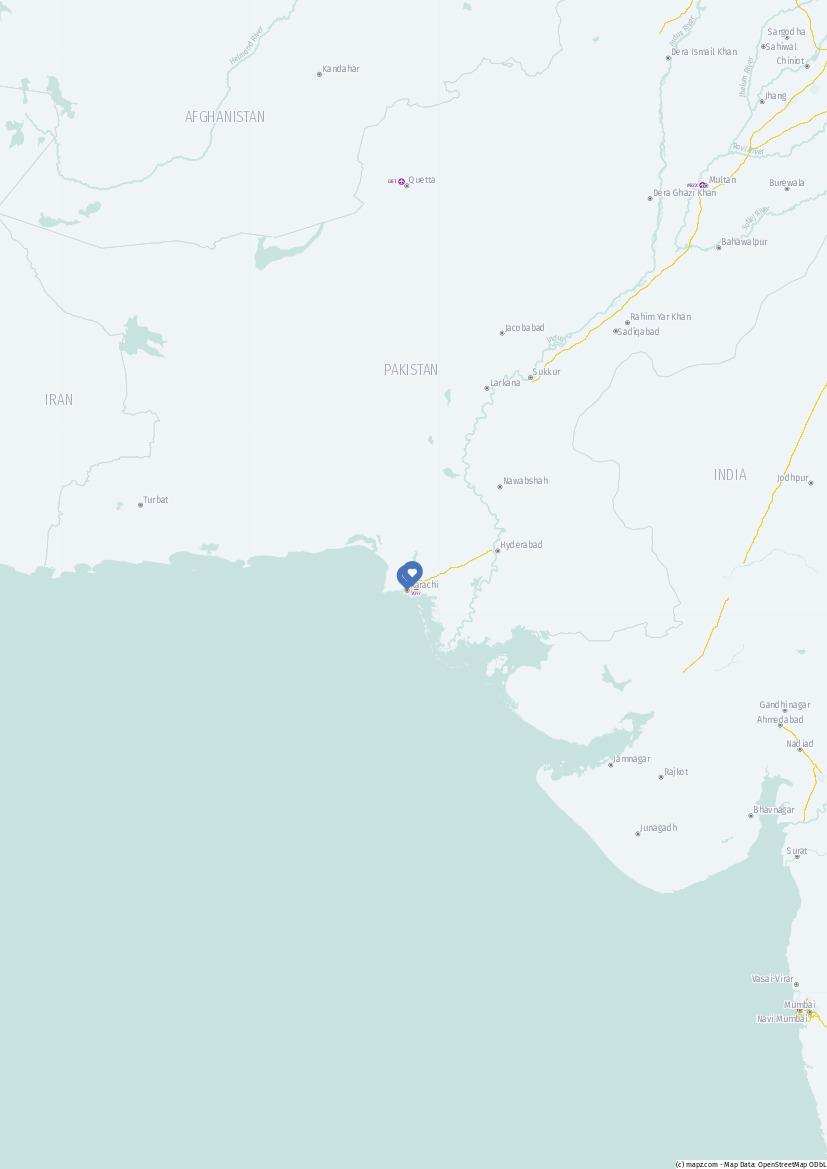 Sargodha
Sahiwal
Chiniot
Dera Ismail Khan
Indus River
Helmond River
Kandahar
Jhelum River
Jhang
AFGHANISTAN
Ravi River
Quetta
Multan
Burewala
Dera Ghazi Khan
Sutlej River
Bahawalpur
Rahim Yar Khan
Sadiqabad
Jacobabad
Indus
PAKISTAN
Sukkur
Larkana
IRAN
INDIA
Jodhpur
Nawabshah
Turbat
Hyderabad
arachi
Gandhinagar
Ahmedabad
Nadiad
Jamnagar
Rajkot
Bhavnagar
Junagadh
Surat
Vasai-Virar
Mumbai
Navi Mumbai
(c) mapz.com - Map Data: OpenStreetMap ODbL